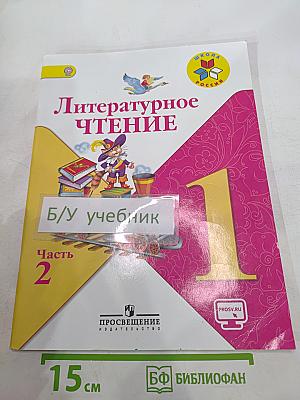 ШКОЛА
РОССИИ
Литературное
ЧТЕНИЕ
Б/У учебник
1
Часть
2
PROSV.RU
ПРОСВЕЩЕНИЕ
ИЗДАТЕЛЬСТВО
15 см
БФ БИБЛИОФАН